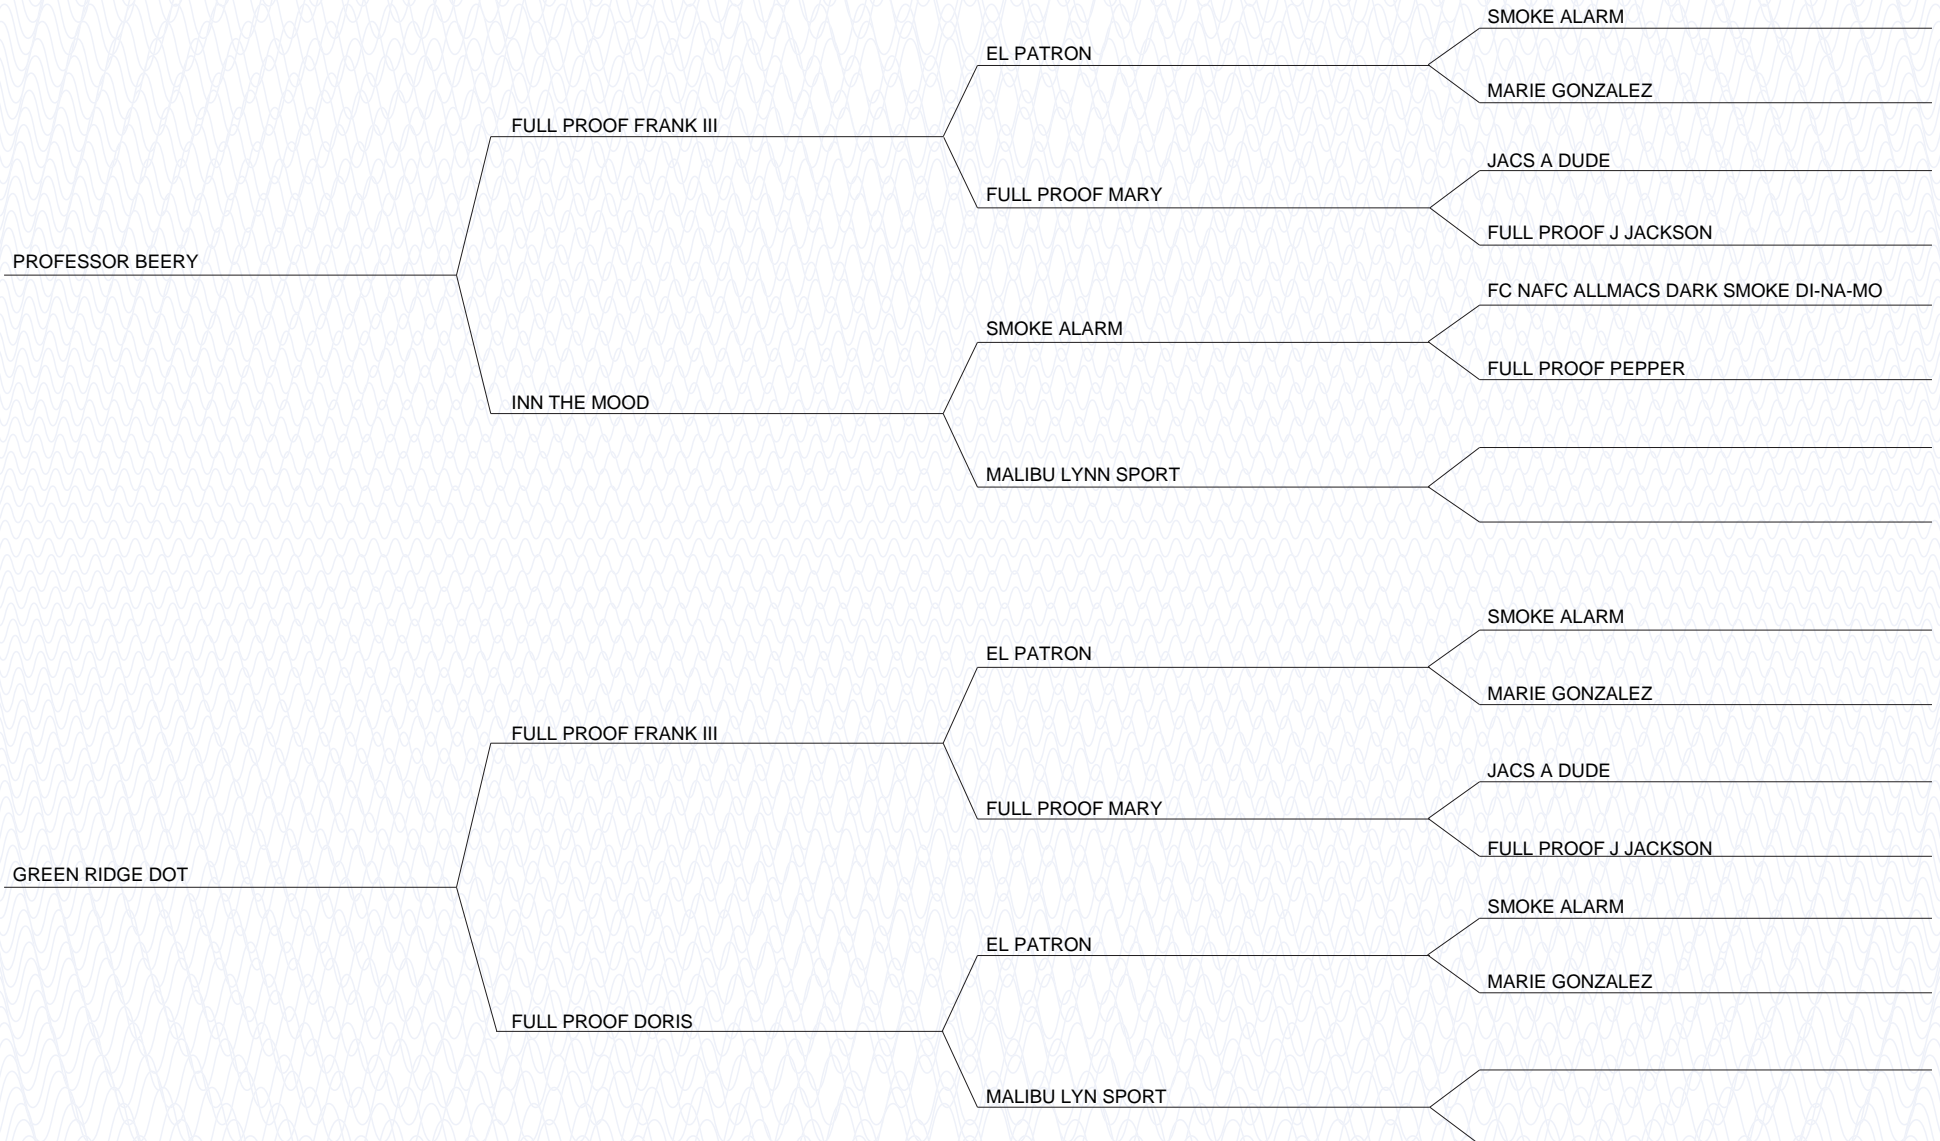 SMOKE ALARM
EL PATRON
MARIE GONZALEZ
FULL PROOF FRANK III
JACS A DUDE
FULL PROOF MARY
FULL PROOF J JACKSON
PROFESSOR BEERY
FC NAFC ALLMACS DARK SMOKE DI-NA-MO
SMOKE ALARM
FULL PROOF PEPPER
INN THE MOOD
MALIBU LYNN SPORT
SMOKE ALARM
EL PATRON
MARIE GONZALEZ
FULL PROOF FRANK III
JACS A DUDE
FULL PROOF MARY
FULL PROOF J JACKSON
GREEN RIDGE DOT
SMOKE ALARM
EL PATRON
MARIE GONZALEZ
FULL PROOF DORIS
MALIBU LYN SPORT